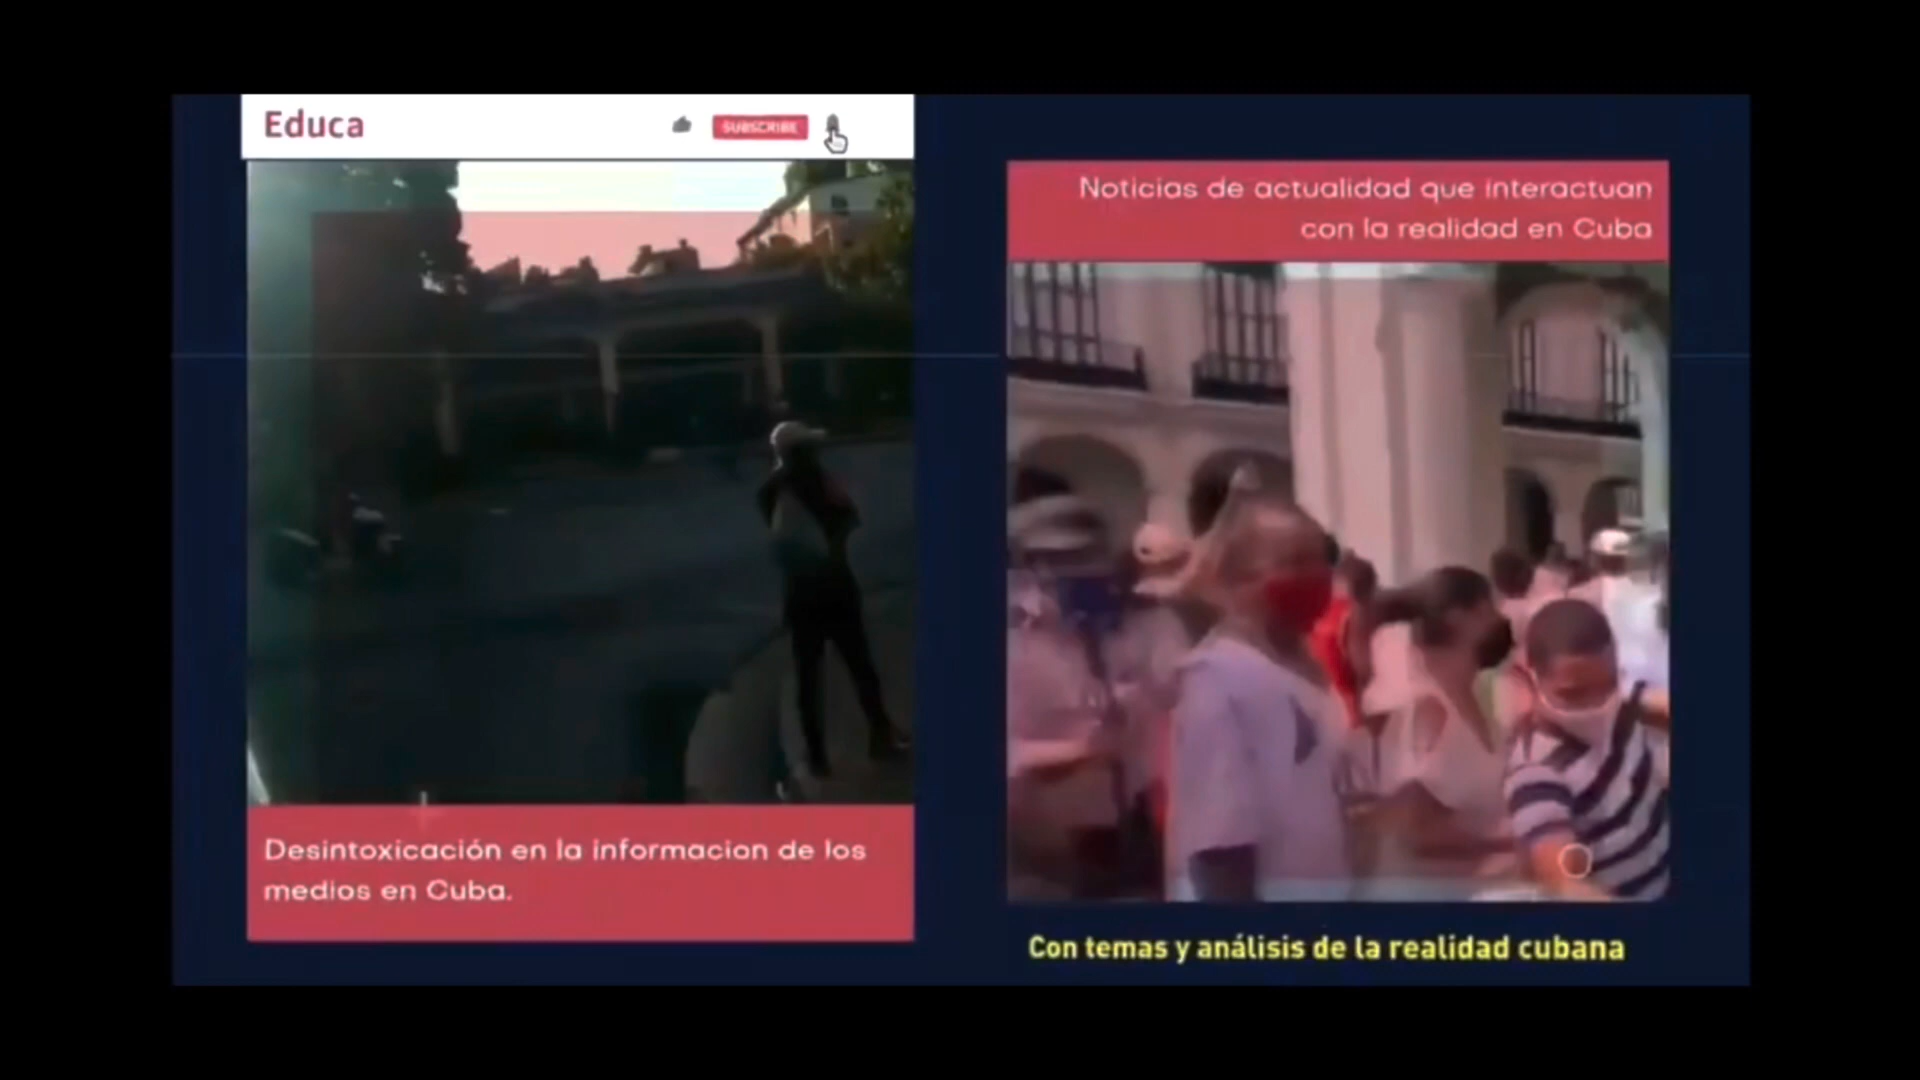 Educa
SUBSCRIBE
Desintoxicación en la informacion de los
medios en Cuba.
Noticias de actualidad que interactuan
con la realidad en Cuba
Con temas y análisis de la realidad cubana